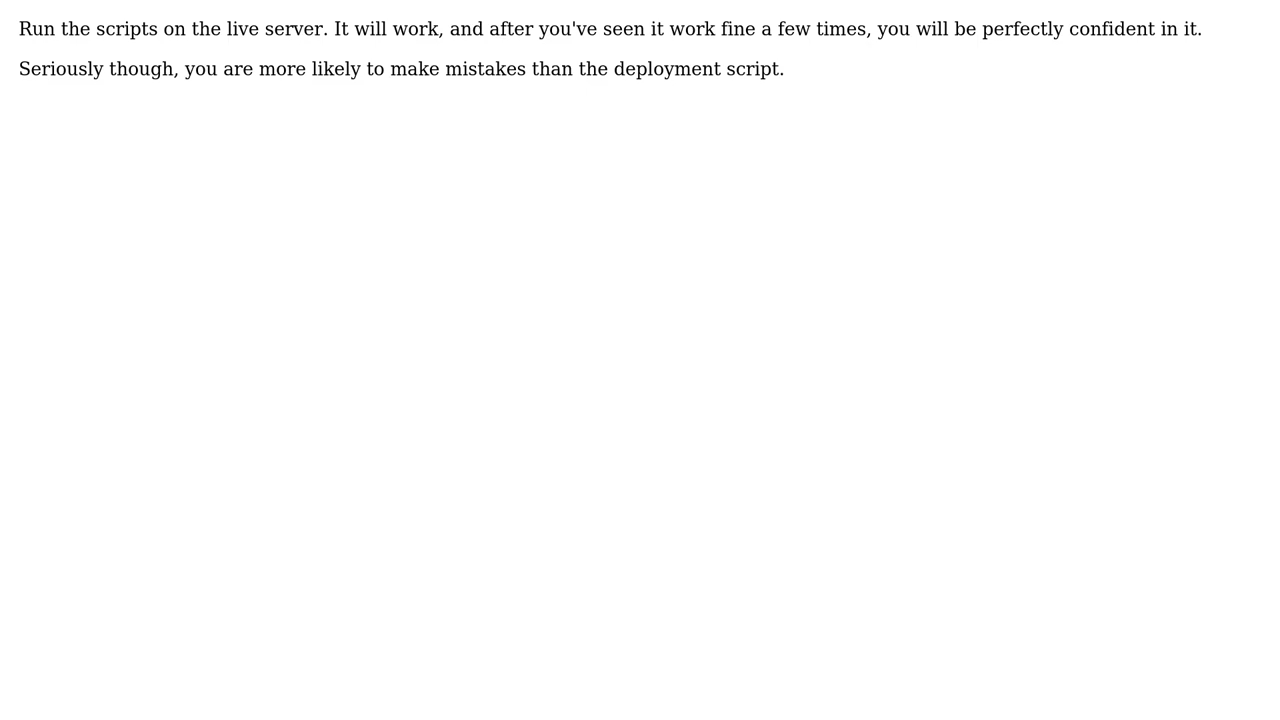 Run the scripts on the live server. It will work, and after you've seen it work fine a few times, you will be perfectly confident in it.
Seriously though, you are more likely to make mistakes than the deployment script.